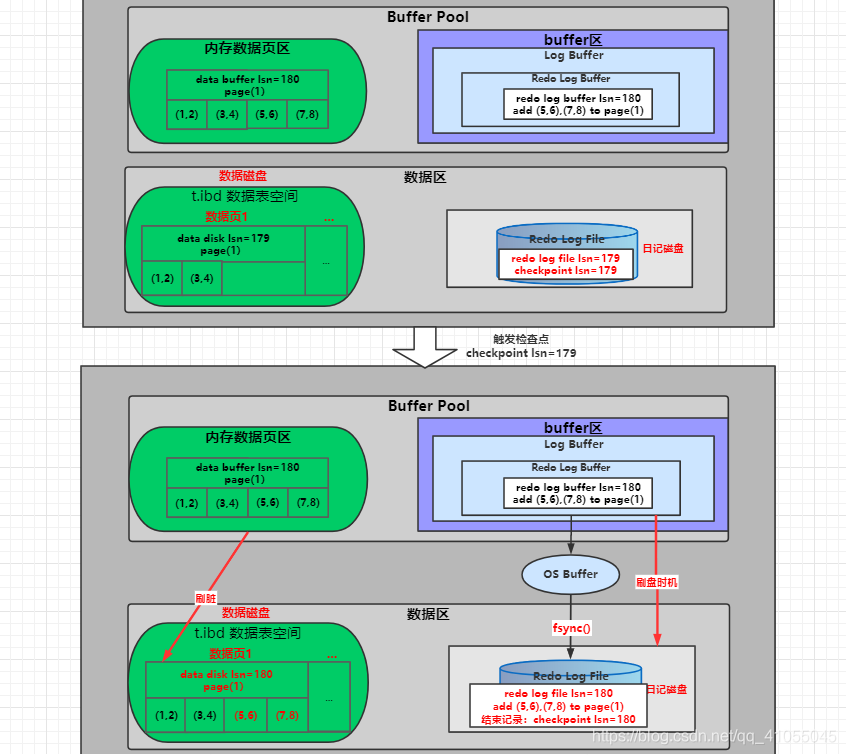 Buffer Pool
内存数据页区
data buffer lsn=180
page(1)
(1,2) (3,4) (5,6) (7,8)
buffer区
Log Buffer
Redo Log Buffer
redo log buffer lsn=180
add (5,6),(7,8) to page(1)
数据磁盘
数据区
t.ibd 数据表空间
数据页1 ...
data disk lsn=179
page(1)
...
(1,2) (3,4)
Redo Log File
redo log file lsn=179
checkpoint lsn=179
日记磁盘
触发检查点
checkpoint lsn=179
Buffer Pool
内存数据页区
data buffer lsn=180
page(1)
(1,2) (3,4) (5,6) (7,8)
buffer区
Log Buffer
Redo Log Buffer
redo log buffer lsn=180
add (5,6),(7,8) to page(1)
OS Buffer
刷盘时机
刷脏
fsync()
数据磁盘
数据区
t.ibd 数据表空间
数据页1 ...
data disk lsn=180
page(1)
...
(1,2) (3,4) (5,6) (7,8)
Redo Log File
redo log file lsn=180
add (5,6),(7,8) to page(1)
结束记录：checkpoint lsn=180
日记磁盘
https://blog.csdn.net/qq_41055045